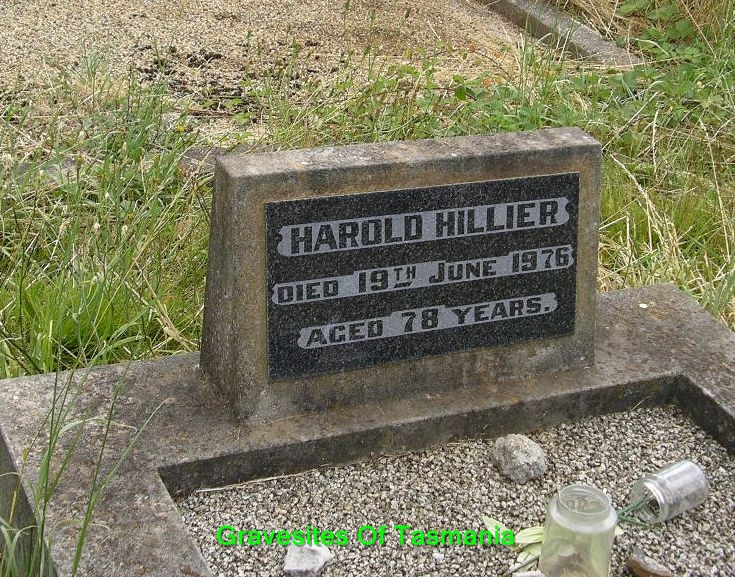 HAROLD HILLIER
DIED 19TH JUNE 1976
AGED 78 YEARS.
Gravesites Of Tasmania